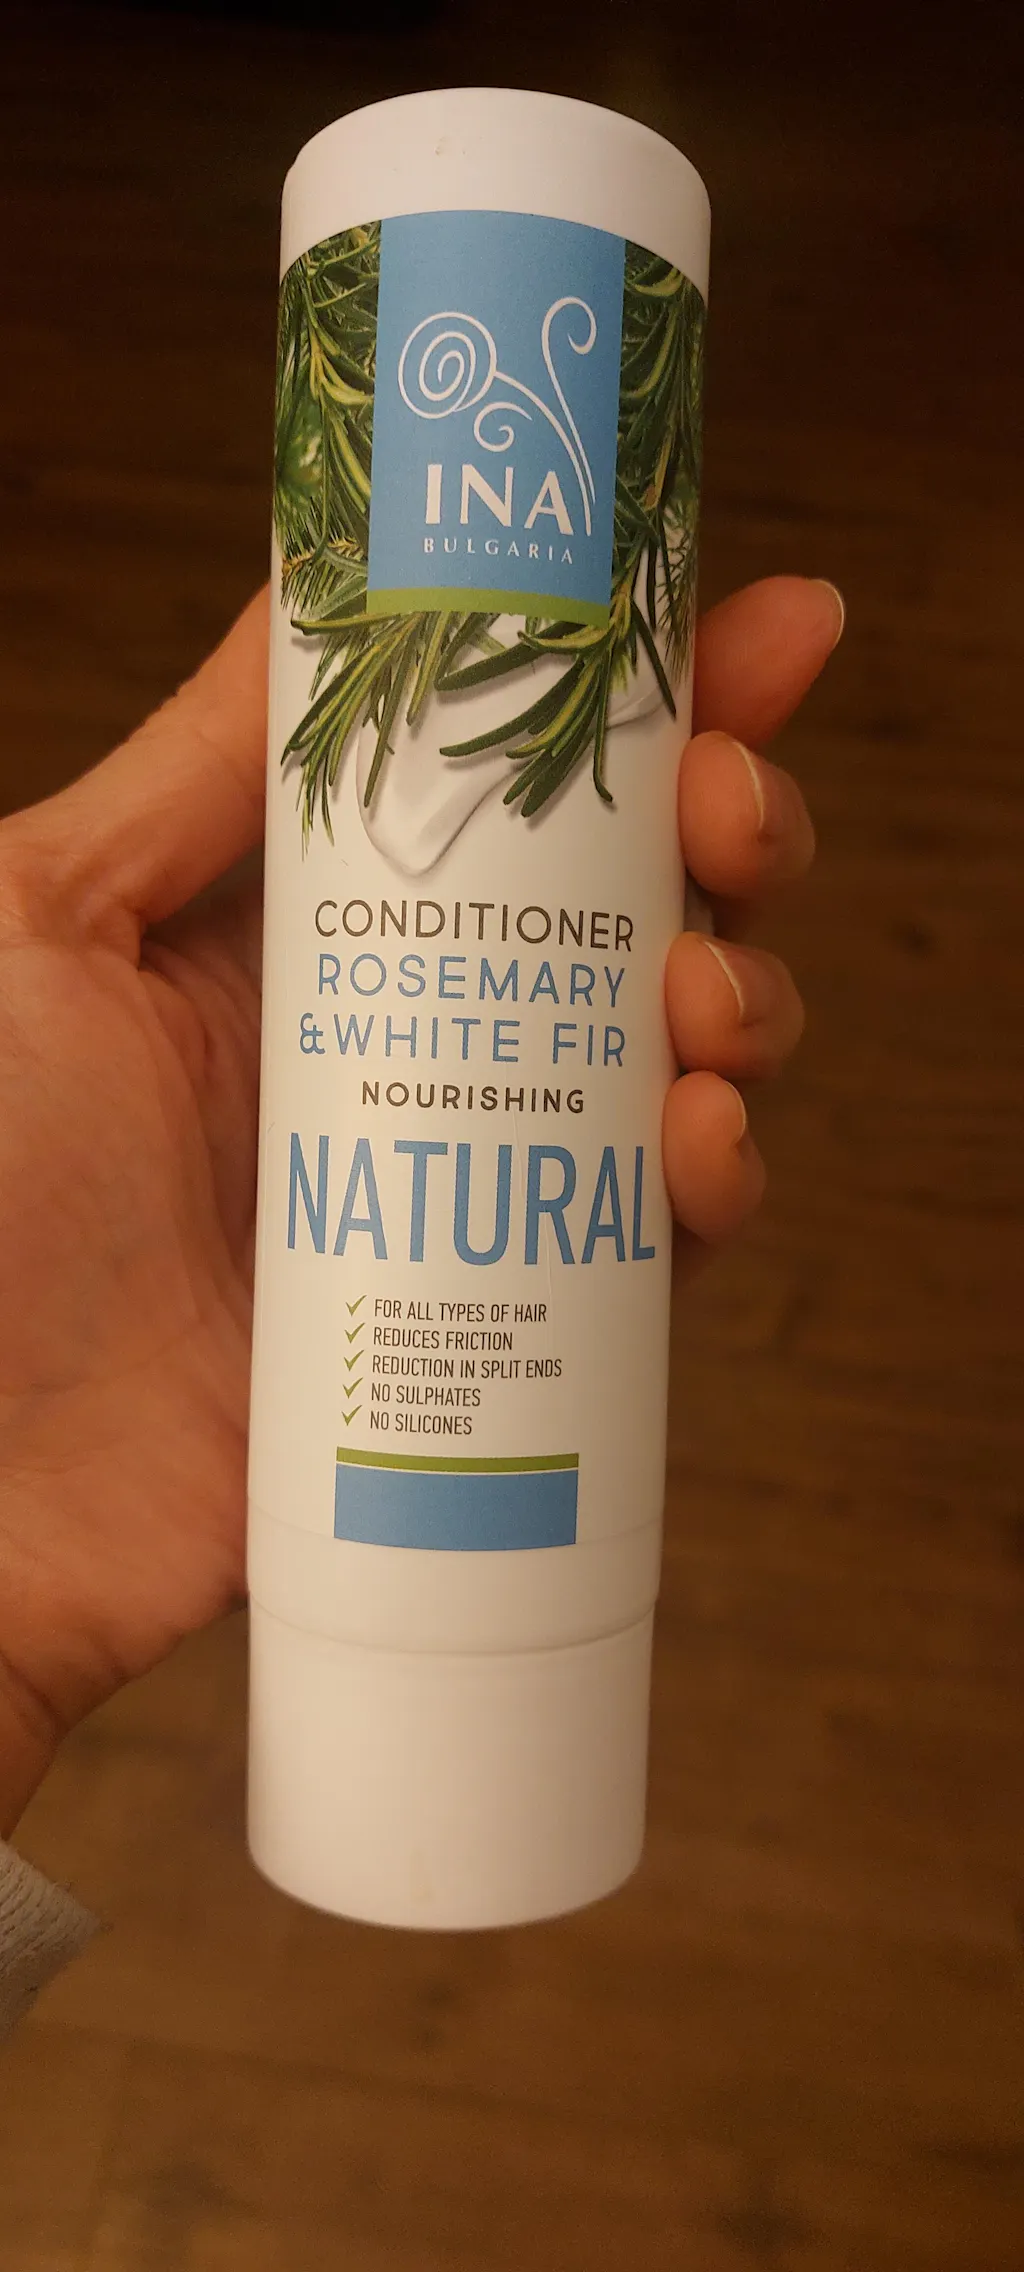 INA
BULGARIA
CONDITIONER
ROSEMARY
& WHITE FIR
NOURISHING
NATURAL
✓ FOR ALL TYPES OF HAIR
✓ REDUCES FRICTION
✓ REDUCTION IN SPLIT ENDS
✓ NO SULPHATES
✓ NO SILICONES